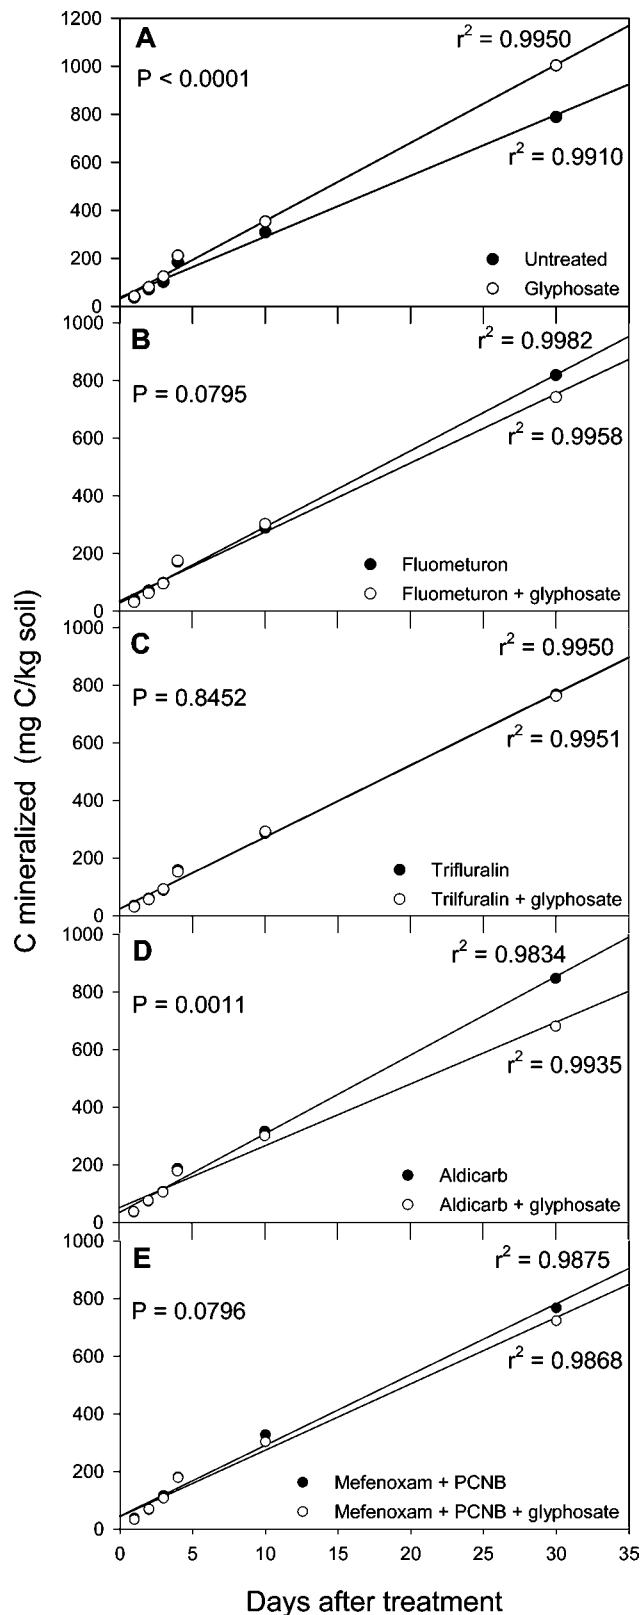 A
r² = 0.9950
P < 0.0001
r² = 0.9910
Untreated
Glyphosate
1200
1000
800
600
400
200
0
B
r² = 0.9982
P = 0.0795
r² = 0.9958
Fluometuron
Fluometuron + glyphosate
1000
800
600
400
200
0
C
r² = 0.9950
P = 0.8452
r² = 0.9951
Trifluralin
Trilfuralin + glyphosate
1000
800
600
400
200
0
D
r² = 0.9834
P = 0.0011
r² = 0.9935
Aldicarb
Aldicarb + glyphosate
1000
800
600
400
200
0
E
r² = 0.9875
P = 0.0796
r² = 0.9868
Mefenoxam + PCNB
Mefenoxam + PCNB + glyphosate
1000
800
600
400
200
0
0 5 10 15 20 25 30 35
Days after treatment
C mineralized (mg C/kg soil)